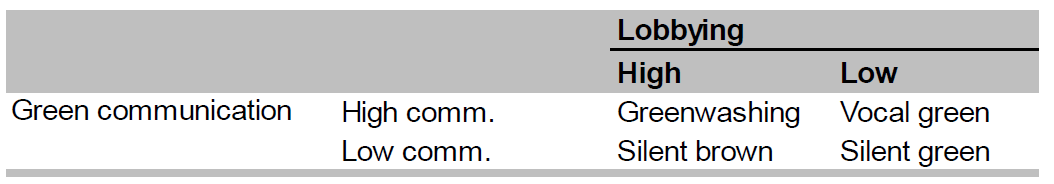 Lobbying
High Low
Green communication High comm. Greenwashing Vocal green
Low comm. Silent brown Silent green